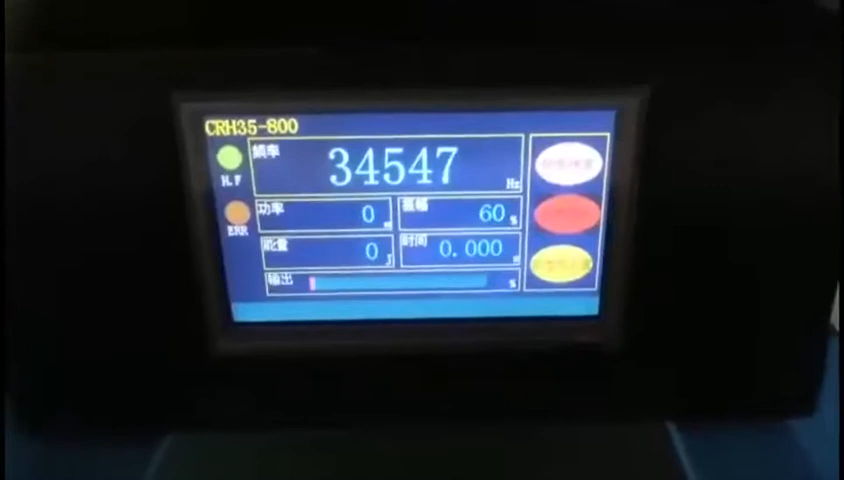 CRH35-800
频率
34547
Hz
H.F
功率
0
振幅
60 %
ERR
能量
0 J
时间
0.000
输出
%